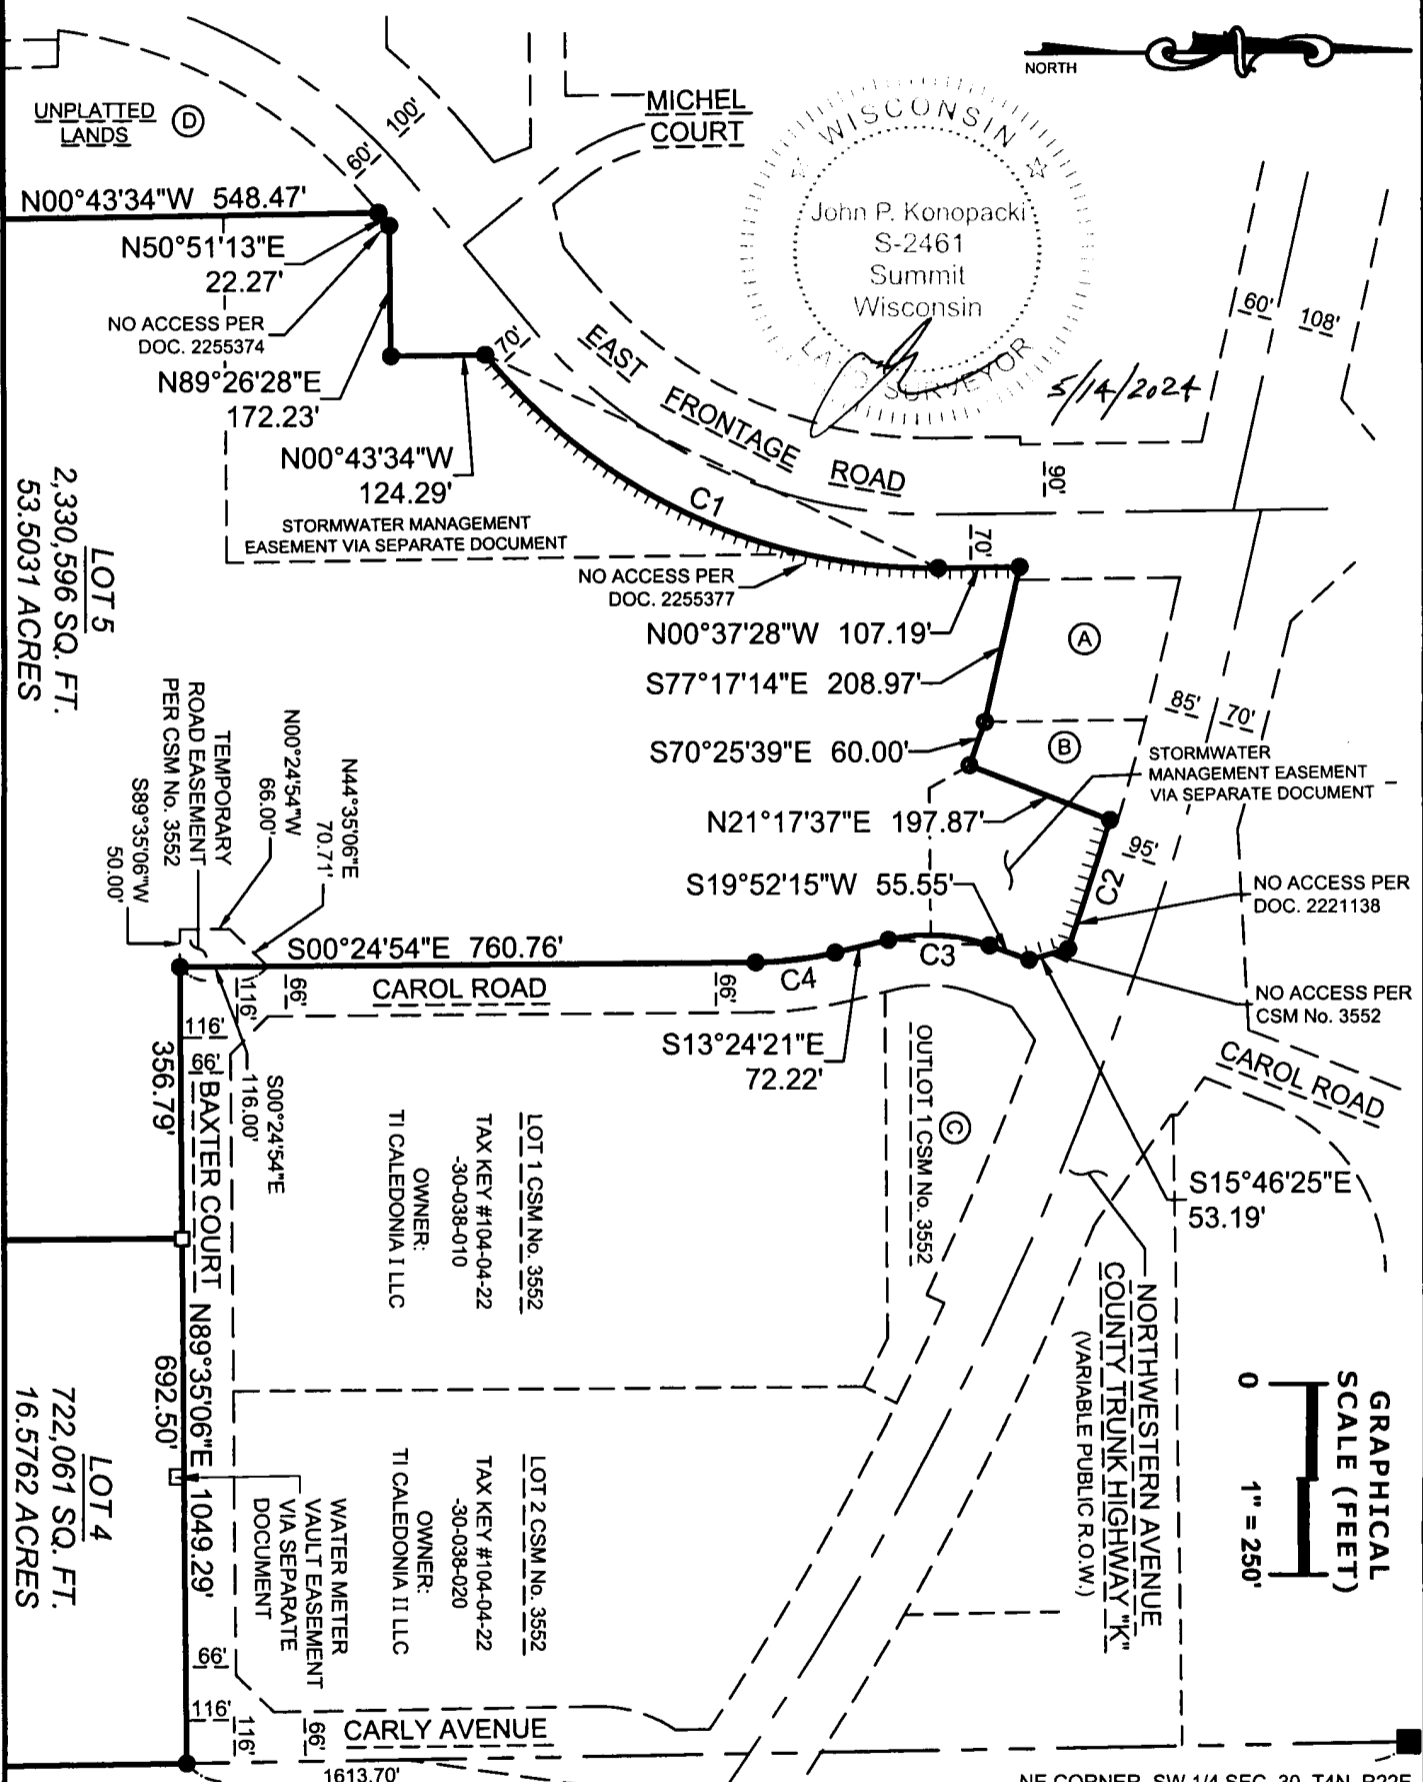 NORTH
MICHEL
COURT
100'
60'
UNPLATTED
LANDS
D
WISCONSIN
John P. Konopacki
S-2461
Summit
Wisconsin
LAND SURVEYOR
5/14/2024
60'
108'
N00°43'34"W 548.47'
N50°51'13"E
22.27'
NO ACCESS PER
DOC. 2255374
N89°26'28"E
172.23'
N00°43'34"W
124.29'
STORMWATER MANAGEMENT
EASEMENT VIA SEPARATE DOCUMENT
70'
EAST
FRONTAGE
ROAD
90'
C1
70'
NO ACCESS PER
DOC. 2255377
N00°37'28"W 107.19'
S77°17'14"E 208.97'
S70°25'39"E 60.00'
N21°17'37"E 197.87'
S19°52'15"W 55.55'
A
B
85'
70'
STORMWATER
MANAGEMENT EASEMENT
VIA SEPARATE DOCUMENT
95'
C2
NO ACCESS PER
DOC. 2221138
NO ACCESS PER
CSM No. 3552
LOT 5
2,330,596 SQ. FT.
53.5031 ACRES
TEMPORARY
ROAD EASEMENT
PER CSM No. 3552
N00°24'54"W
66.00'
N44°35'06"E
70.71'
S89°35'06"W
50.00'
S00°24'54"E 760.76'
CAROL ROAD
66'
116'
66'
C4
C3
S13°24'21"E
72.22'
CAROL ROAD
S15°46'25"E
53.19'
116'
66'
S00°24'54"E
116.00'
356.79'
BAXTER COURT
N89°35'06"E 1049.29'
692.50'
OUTLOT 1 CSM No. 3552
C
LOT 1 CSM No. 3552
TAX KEY #104-04-22
-30-038-010
OWNER:
TI CALEDONIA I LLC
LOT 2 CSM No. 3552
TAX KEY #104-04-22
-30-038-020
OWNER:
TI CALEDONIA II LLC
NORTHWESTERN AVENUE
COUNTY TRUNK HIGHWAY "K"
(VARIABLE PUBLIC R.O.W.)
GRAPHICAL
SCALE (FEET)
0
1" = 250'
WATER METER
VAULT EASEMENT
VIA SEPARATE
DOCUMENT
LOT 4
722,061 SQ. FT.
16.5762 ACRES
66'
116'
116'
66'
CARLY AVENUE
1613.70'
NE CORNER, SW 1/4 SEC. 30, T4N, R22E